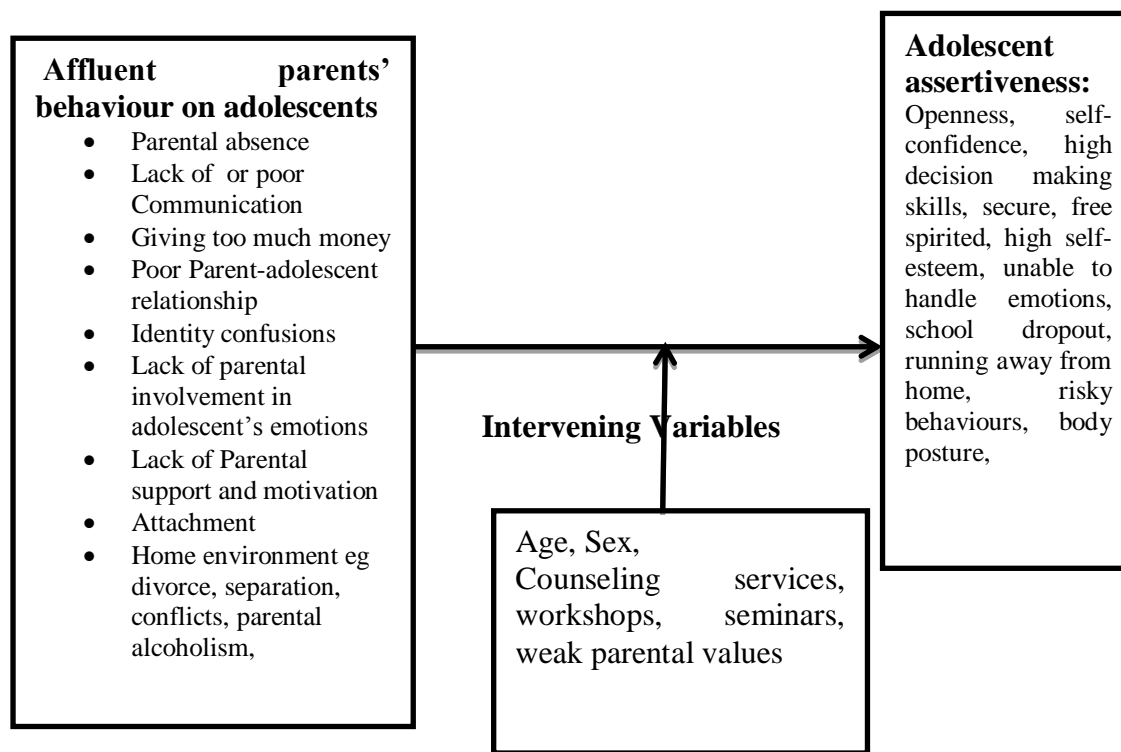 Affluent parents’
behaviour on adolescents
• Parental absence
• Lack of or poor
Communication
• Giving too much money
• Poor Parent-adolescent
relationship
• Identity confusions
• Lack of parental
involvement in
adolescent’s emotions
• Lack of Parental
support and motivation
• Attachment
• Home environment eg
divorce, separation,
conflicts, parental
alcoholism,
Intervening Variables
Age, Sex,
Counseling services,
workshops, seminars,
weak parental values
Adolescent
assertiveness:
Openness, self-
confidence, high
decision making
skills, secure, free
spirited, high self-
esteem, unable to
handle emotions,
school dropout,
running away from
home, risky
behaviours, body
posture,